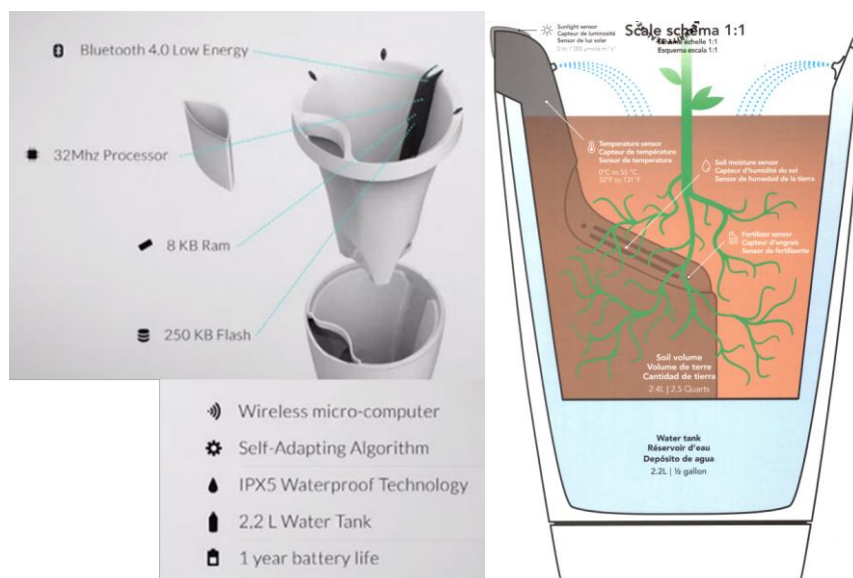 Bluetooth 4.0 Low Energy
32Mhz Processor
8 KB Ram
250 KB Flash
Wireless micro-computer
Self-Adapting Algorithm
IPX5 Waterproof Technology
2,2 L Water Tank
1 year battery life
Scale schéma 1:1
échelle 1:1
Esquema escala 1:1
Sunlight sensor
Capteur de luminosité
Sensor de luz solar
Temperature sensor
Capteur de température
Sensor de temperatura
0°C to 55 °C
32°F to 131°F
Soil moisture sensor
Capteur d'humidité du sol
Sensor de humedad de la tierra
Fertilizer sensor
Capteur d'engrais
Sensor de fertilizante
Soil volume
Volume de terre
Cantidad de tierra
2.4L | 2.5 Quarts
Water tank
Réservoir d'eau
Depósito de agua
2.2L | ½ gallon